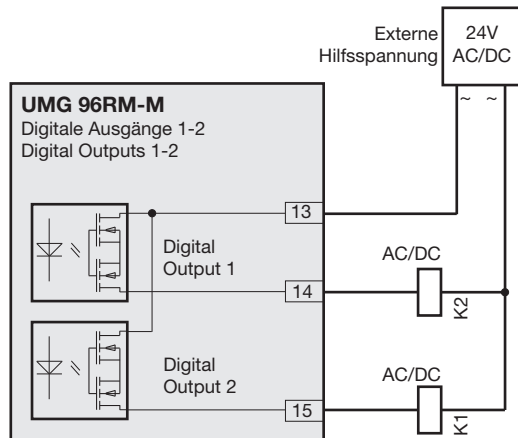 Externe
Hilfsspannung
24V
AC/DC
~ ~
UMG 96RM-M
Digitale Ausgänge 1-2
Digital Outputs 1-2
13
Digital
Output 1
AC/DC
14
K2
Digital
Output 2
AC/DC
15
K1